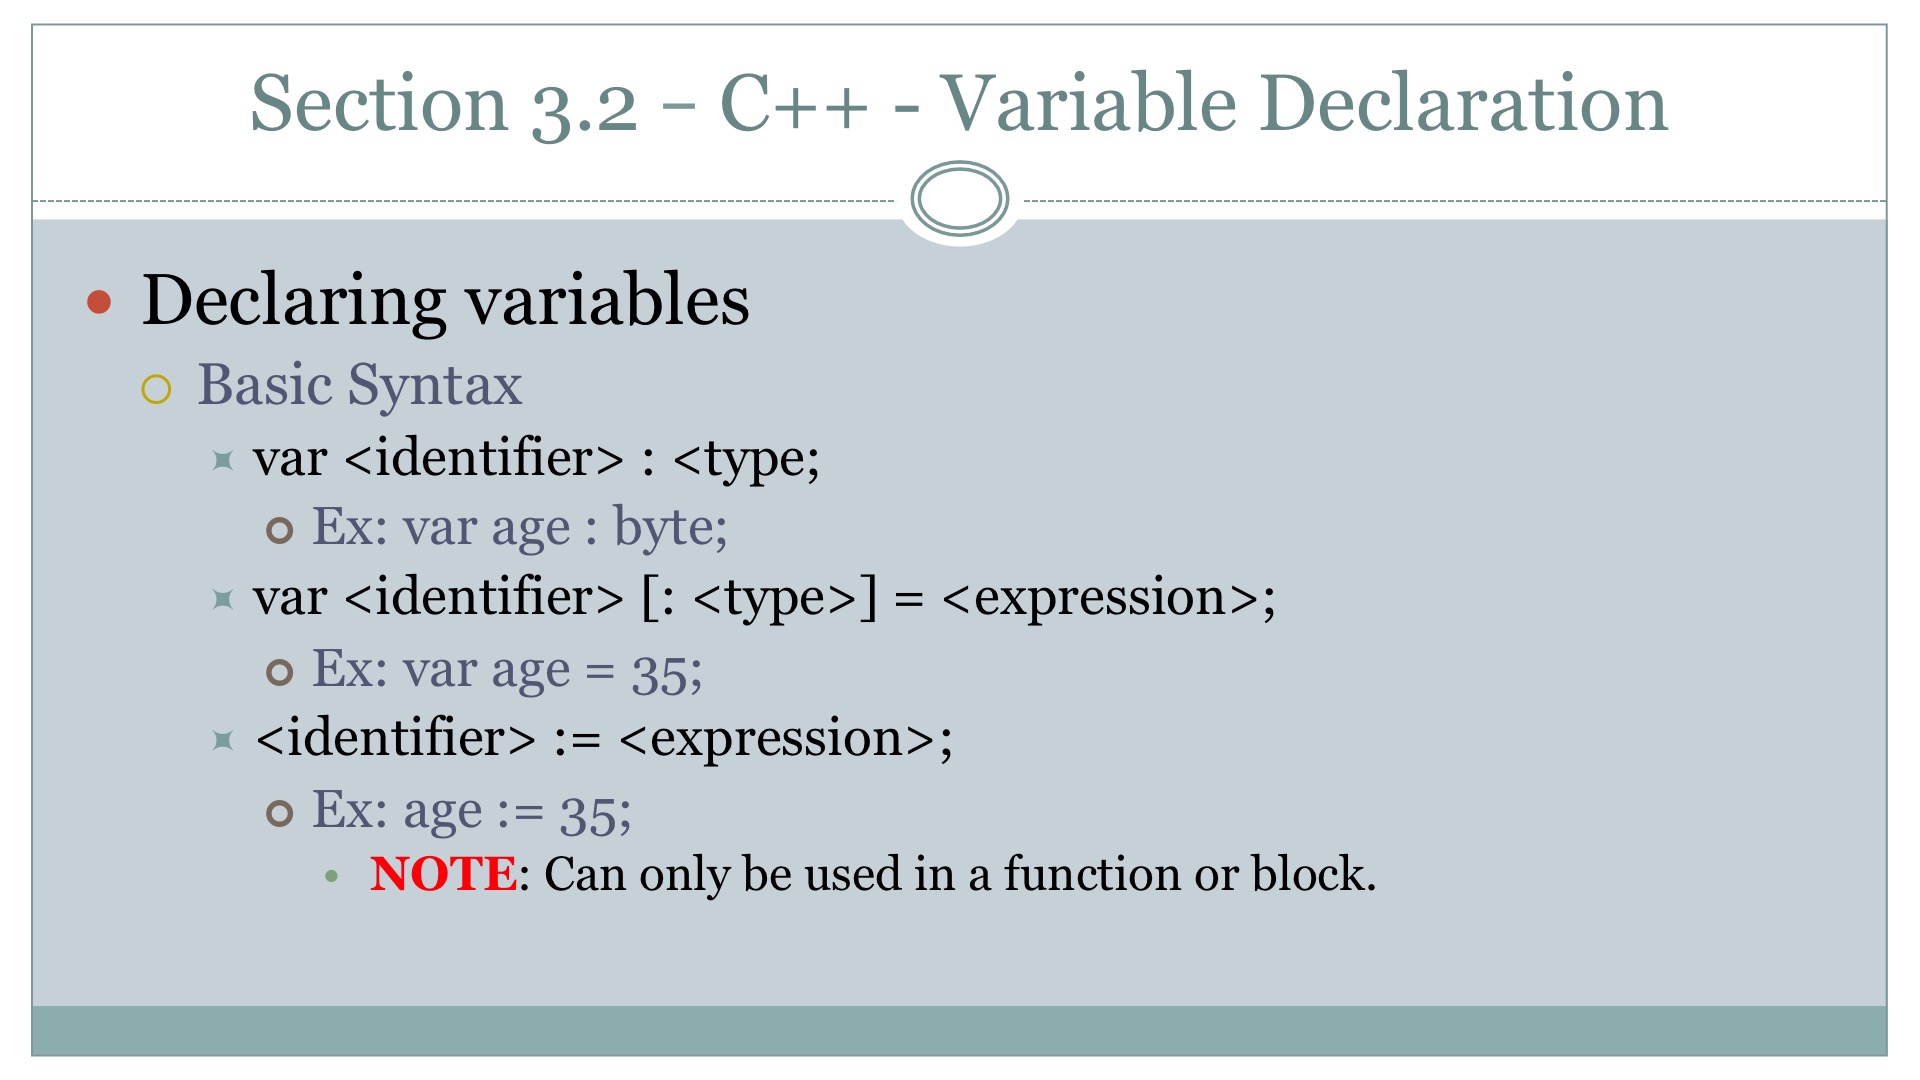 Section 3.2 – C++ - Variable Declaration
Declaring variables
Basic Syntax
var <identifier> : <type;
Ex: var age : byte;
var <identifier> [: <type>] = <expression>;
Ex: var age = 35;
<identifier> := <expression>;
Ex: age := 35;
NOTE: Can only be used in a function or block.